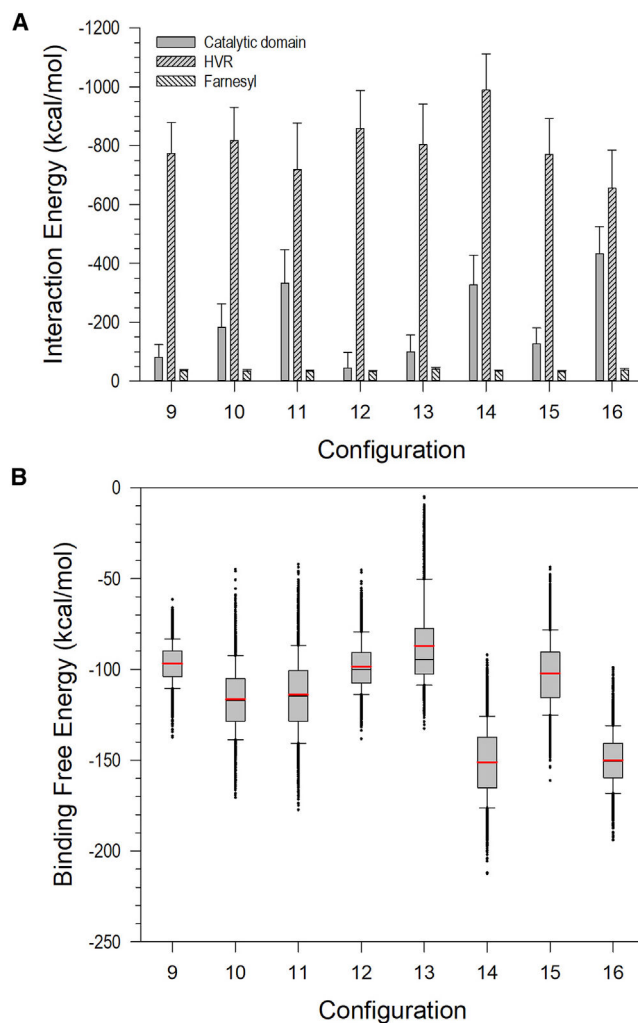 A
Catalytic domain
HVR
Farnesyl
Interaction Energy (kcal/mol)
-1200
-1000
-800
-600
-400
-200
0
9 10 11 12 13 14 15 16
Configuration
B
Binding Free Energy (kcal/mol)
0
-50
-100
-150
-200
-250
9 10 11 12 13 14 15 16
Configuration